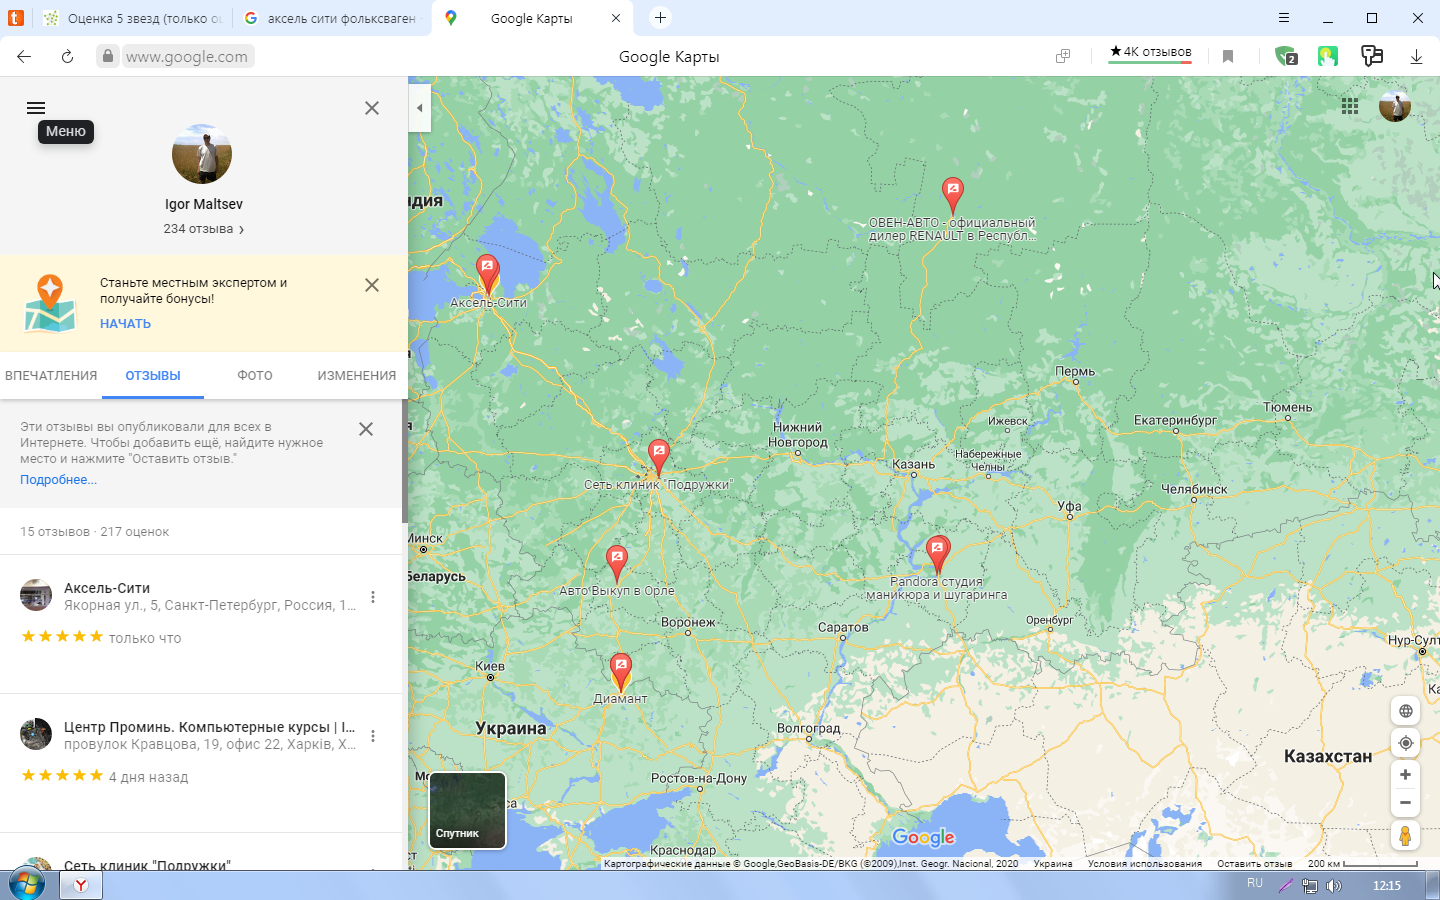 Оценка 5 звезд (только о
аксель сити фольксваген
Google Карты
www.google.com
Google Карты
★ 4K отзывов
2
Меню
Igor Maltsev
234 отзыва ›
Станьте местным экспертом и
получайте бонусы!
НАЧАТЬ
ВПЕЧАТЛЕНИЯ
ОТЗЫВЫ
ФОТО
ИЗМЕНЕНИЯ
Эти отзывы вы опубликовали для всех в
Интернете. Чтобы добавить ещё, найдите нужное
место и нажмите "Оставить отзыв."
Подробнее...
15 отзывов · 217 оценок
Аксель-Сити
Якорная ул., 5, Санкт-Петербург, Россия, 1...
★★★★★ только что
Центр Проминь. Компьютерные курсы | І...
провулок Кравцова, 19, офис 22, Харків, Х...
★★★★★ 4 дня назад
Сеть клиник "Подружки"
ндия
ОВЕН-АВТО - официальный
дилер RENAULT в Республ...
Аксель-Сити
Пермь
Тюмень
Екатеринбург
Ижевск
Нижний
Новгород
Набережные
Челны
Казань
Сеть клиник "Подружки"
Челябинск
Уфа
Минск
Беларусь
Pandora студия
маникюра и шугаринга
АвтоВыкуп в Орле
Воронеж
Саратов
Оренбург
Нур-Султ
Киев
Диамант
Украина
Волгоград
Казахстан
Ростов-на-Дону
Спутник
Краснодар
Google
Картографические данные © Google,GeoBasis-DE/BKG (©2009),Inst. Geogr. Nacional, 2020
Украина
Условия использования
Оставить отзыв
200 км
RU
12:15